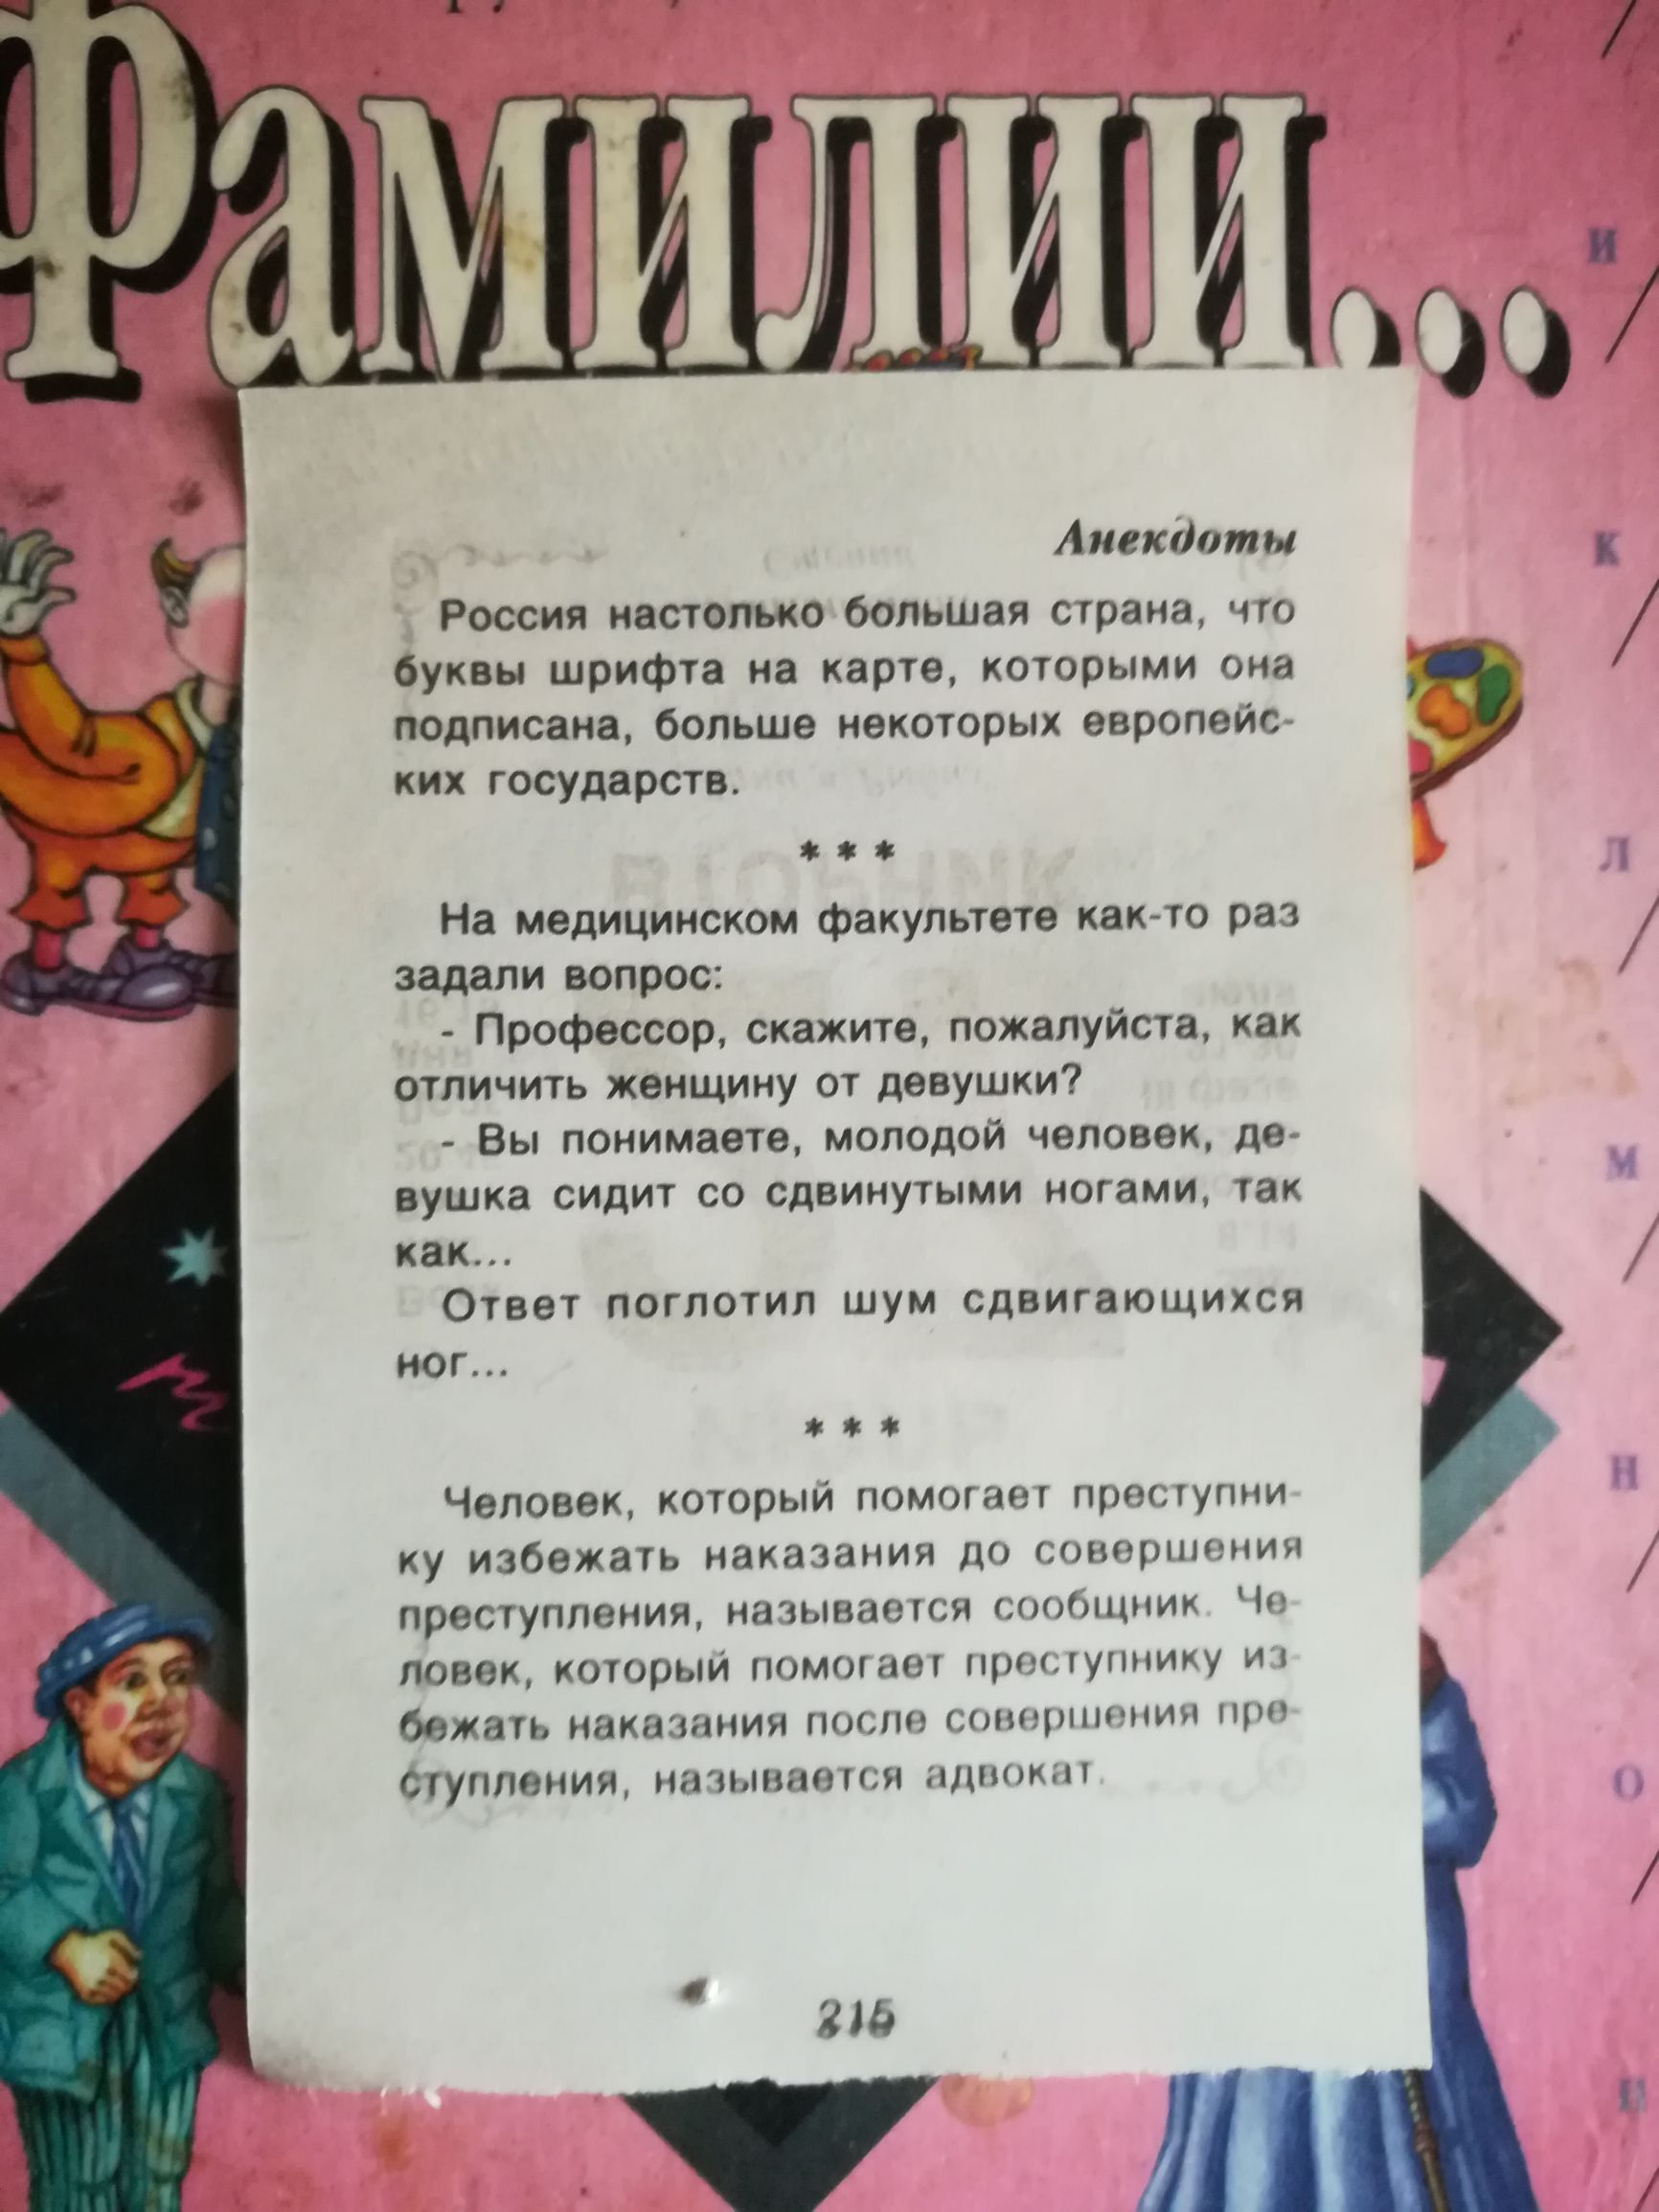 Фамилии...
Анекдоты
Россия настолько большая страна, что
буквы шрифта на карте, которыми она
подписана, больше некоторых европейс-
ких государств.
* * *
На медицинском факультете как-то раз
задали вопрос:
- Профессор, скажите, пожалуйста, как
отличить женщину от девушки?
- Вы понимаете, молодой человек, де-
вушка сидит со сдвинутыми ногами, так
как...
Ответ поглотил шум сдвигающихся
ног...
* * *
Человек, который помогает преступни-
ку избежать наказания до совершения
преступления, называется сообщник. Че-
ловек, который помогает преступнику из-
бежать наказания после совершения пре-
ступления, называется адвокат.
И
К
Л
М
Н
О
П